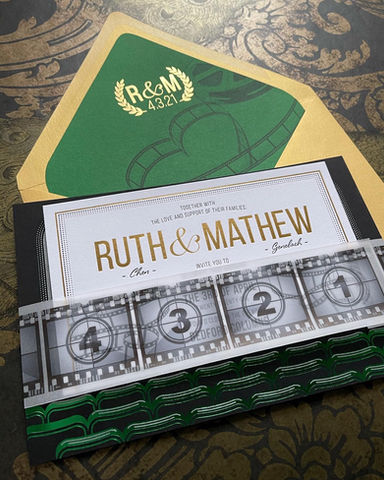 R&M
4.3.21
TOGETHER WITH
THE LOVE AND SUPPORT OF THEIR FAMILIES,
RUTH & MATHEW
- Chen -
- Geneloch -
INVITE YOU TO
4 3 2 1